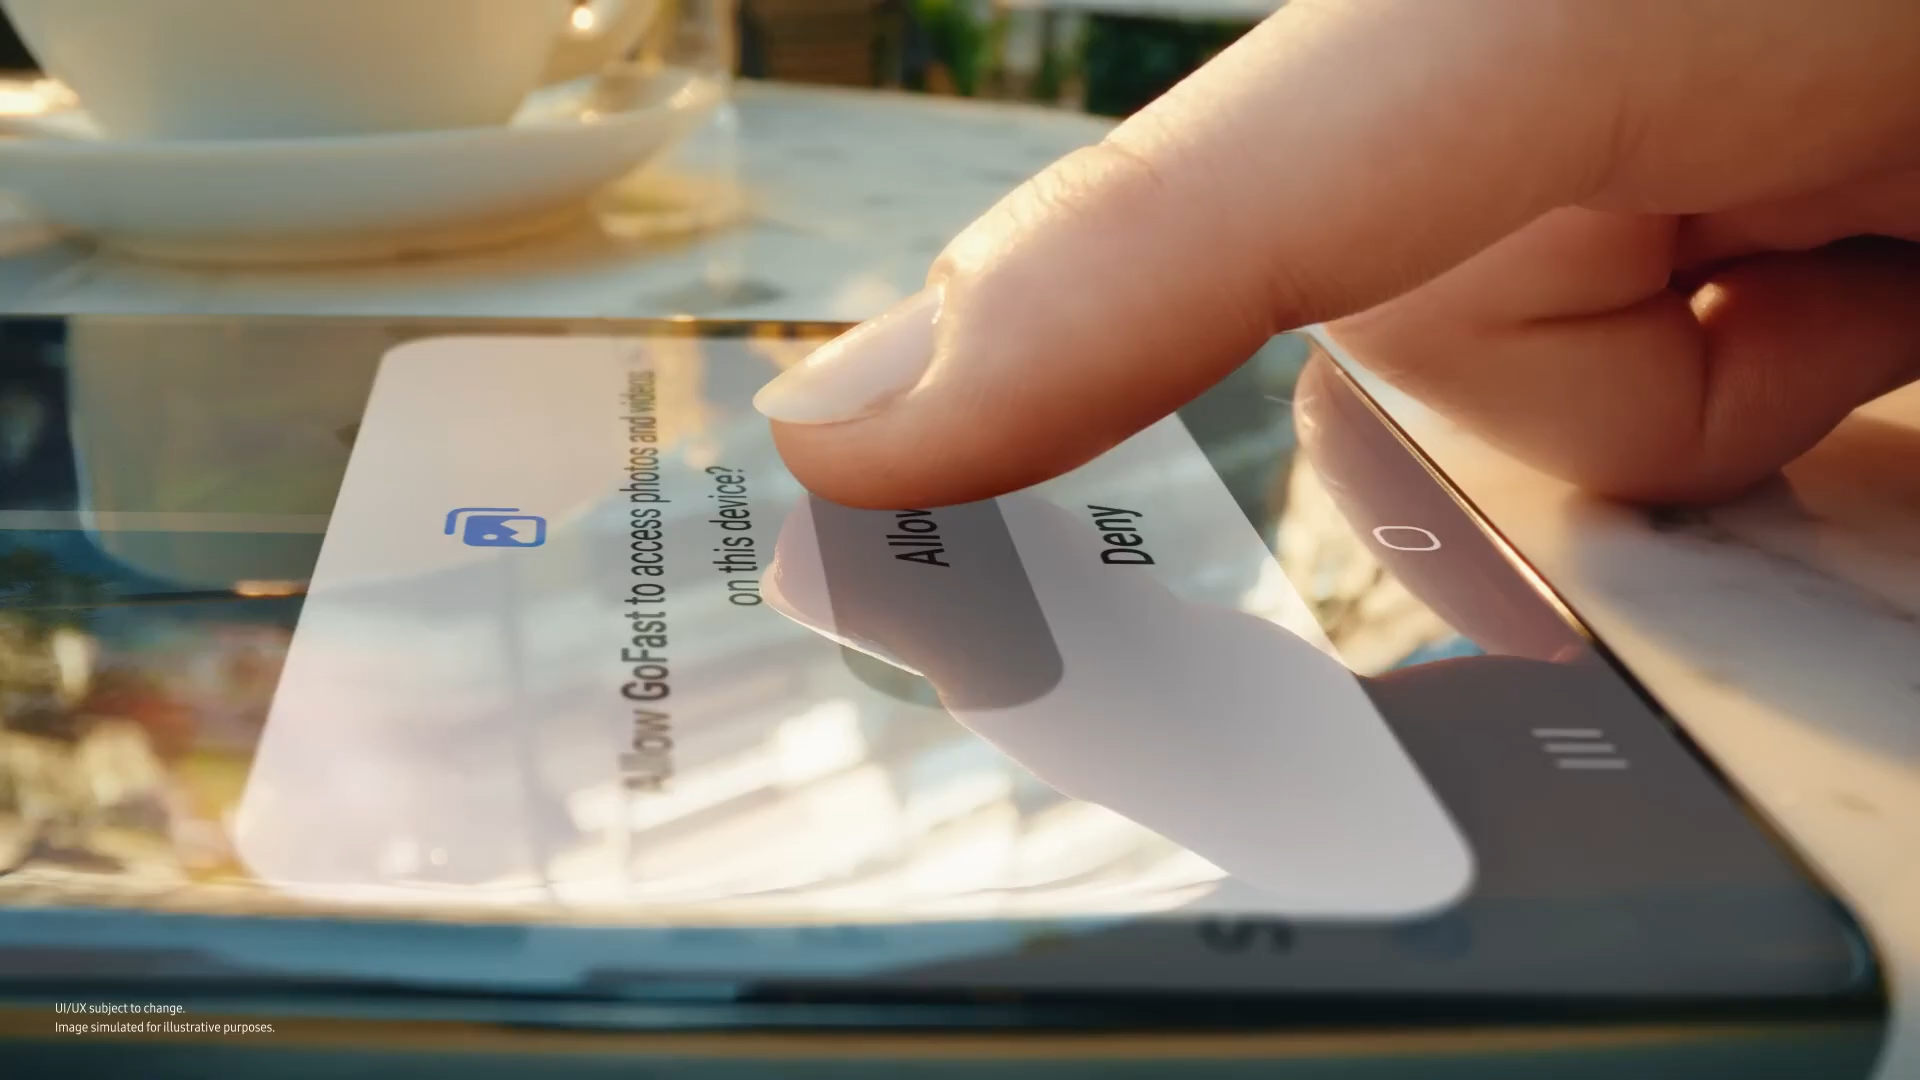 Allow GoFast to access photos and videos
on this device?
Allow
Deny
UI/UX subject to change.
Image simulated for illustrative purposes.